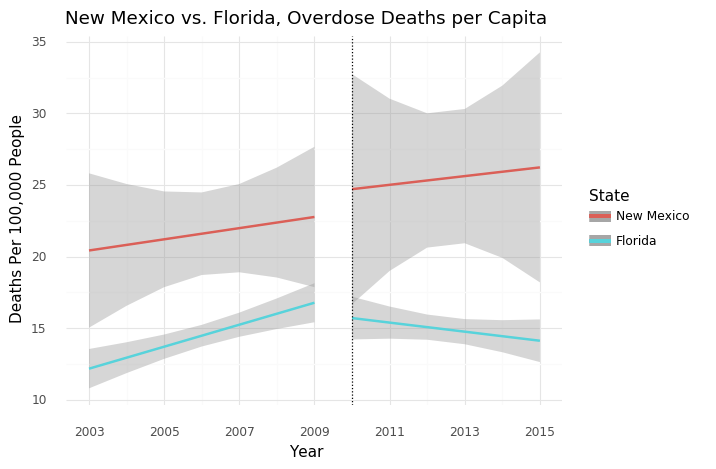 New Mexico vs. Florida, Overdose Deaths per Capita
Deaths Per 100,000 People
35
30
25
20
15
10
2003
2005
2007
2009
2011
2013
2015
Year
State
New Mexico
Florida